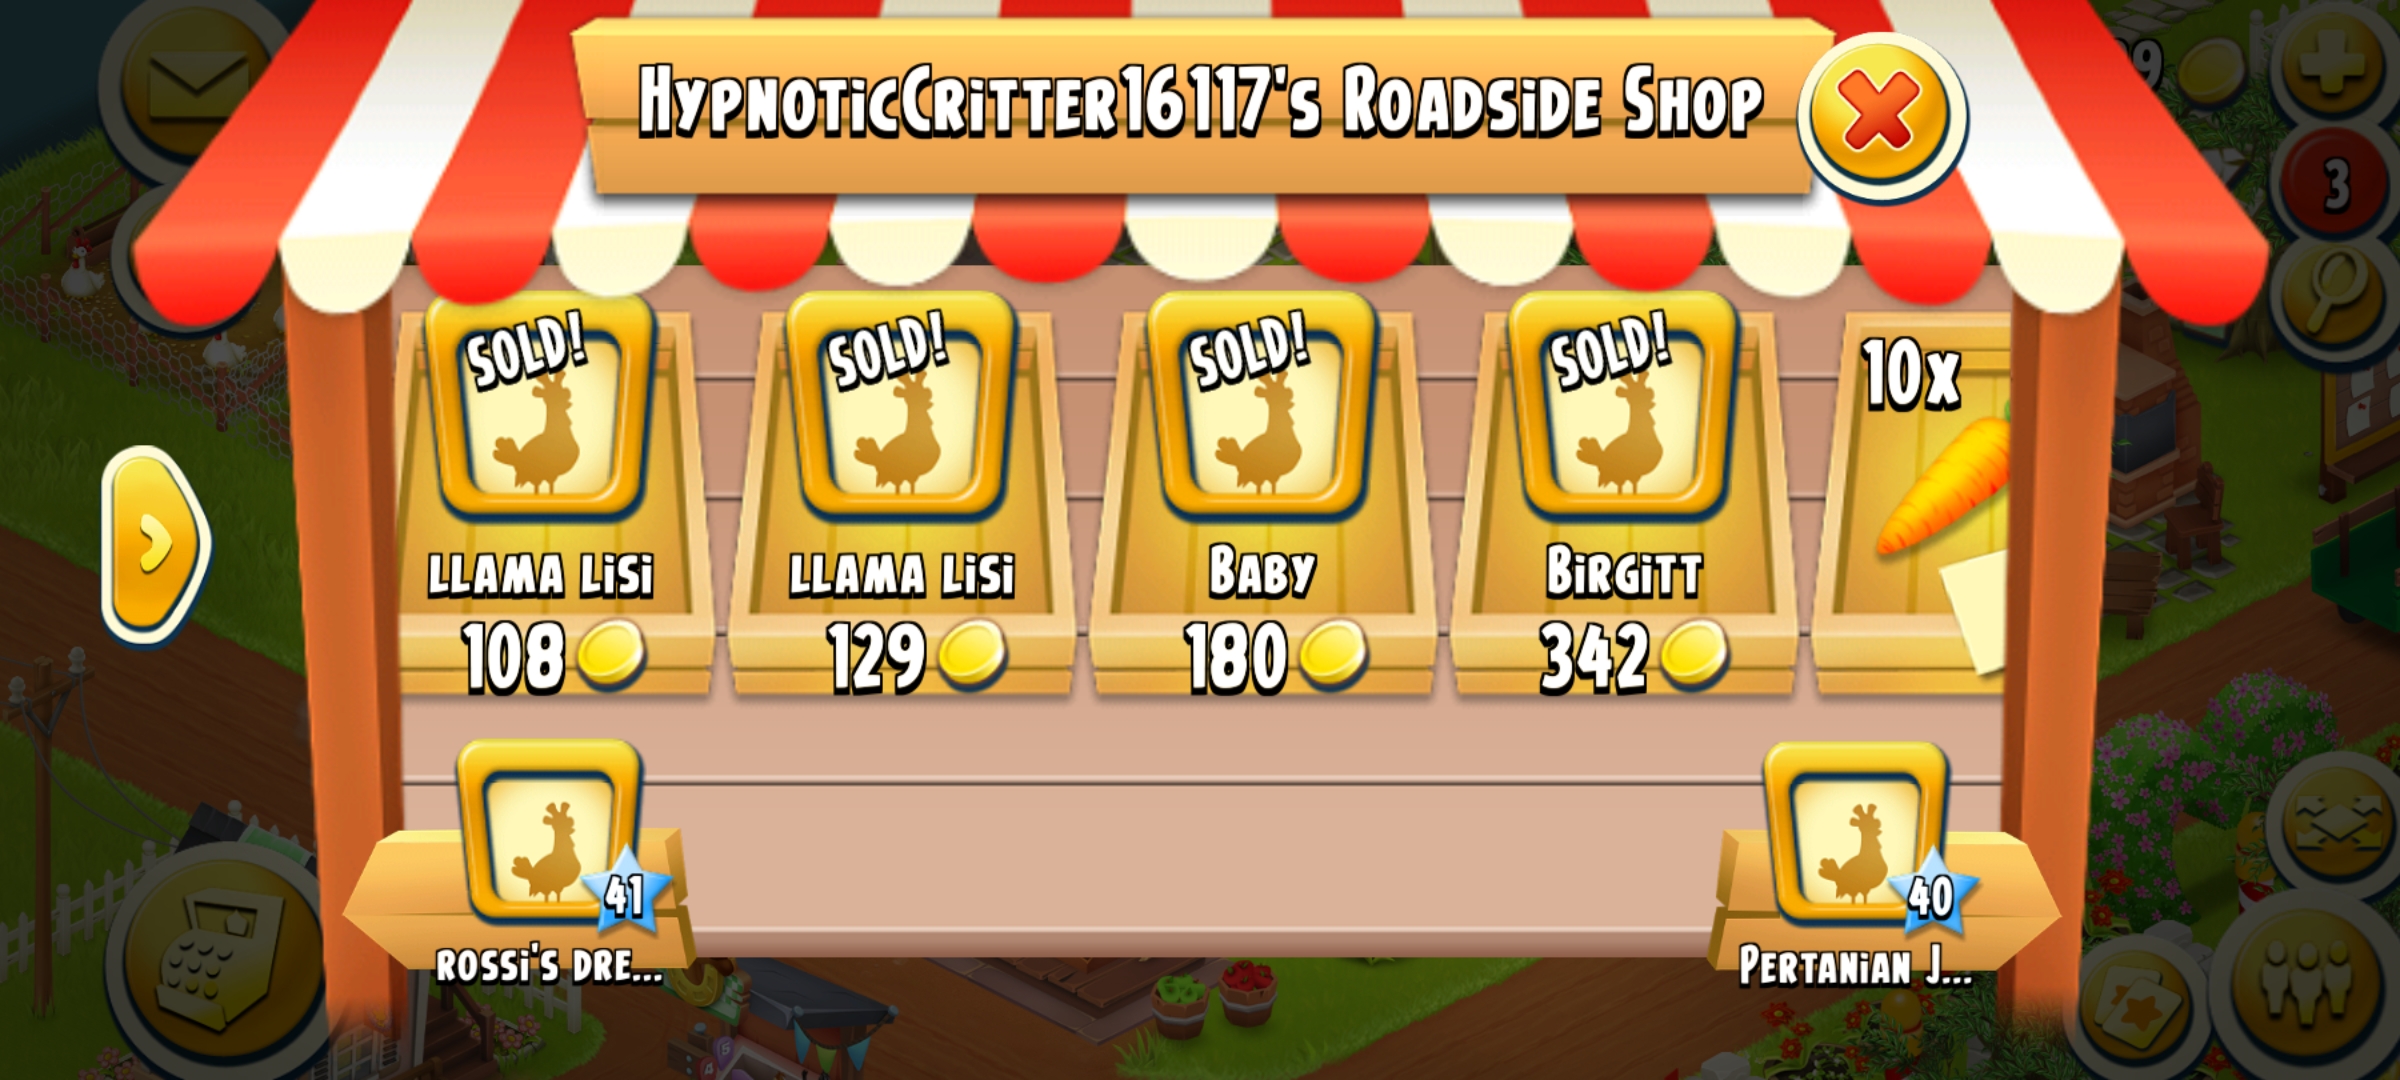 HypnoticCritter16117's Roadside Shop
3
SOLD!
SOLD!
SOLD!
SOLD!
10x
LLAMA LiSi
LLAMA LiSi
Baby
Birgitt
108
129
180
342
41
40
ROSSi'S DRE...
Pertanian J...